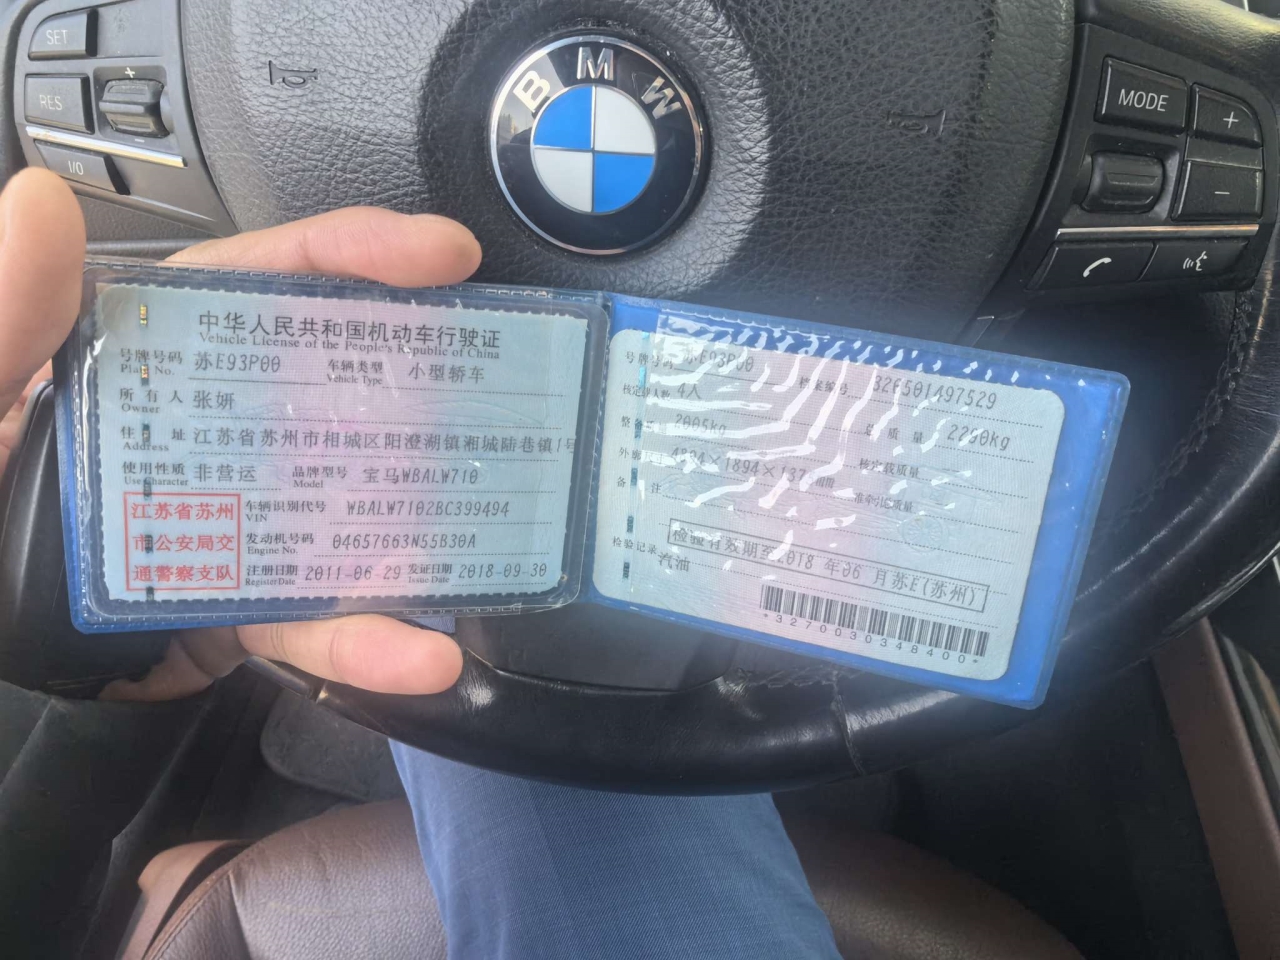 SET
RES
+
−
I/O
BMW
MODE
+
−
中华人民共和国机动车行驶证
Vehicle License of the People's Republic of China
号牌号码 苏E93P00 车辆类型 小型轿车
Plate No. Vehicle Type
所有人 张妍
Owner
住址 江苏省苏州市相城区阳澄湖镇湘城陆巷镇1号
Address
使用性质 非营运 品牌型号 宝马WBALW710
Use Character Model
江苏省苏州
市公安局交
通警察支队
车辆识别代号 WBALW7102BC399494
VIN
发动机号码 04657663N55B30A
Engine No.
注册日期 2011-06-29 发证日期 2018-09-30
Register Date Issue Date
号牌号码 苏E93P00 档案编号 320501497529
核定载人数 4人 总质量 2290kg
整备质量 2005kg 核定载质量
外廓尺寸 4894×1894× 准牵引总质量
备注
检验有效期至2018年06月苏E(苏州)
检验记录
汽油
*3270030348400*